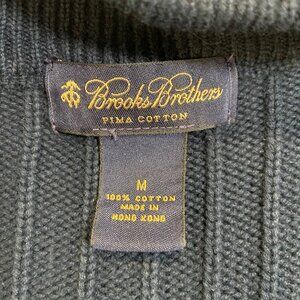 Brooks Brothers
PIMA COTTON
M
100% COTTON
MADE IN
HONG KONG